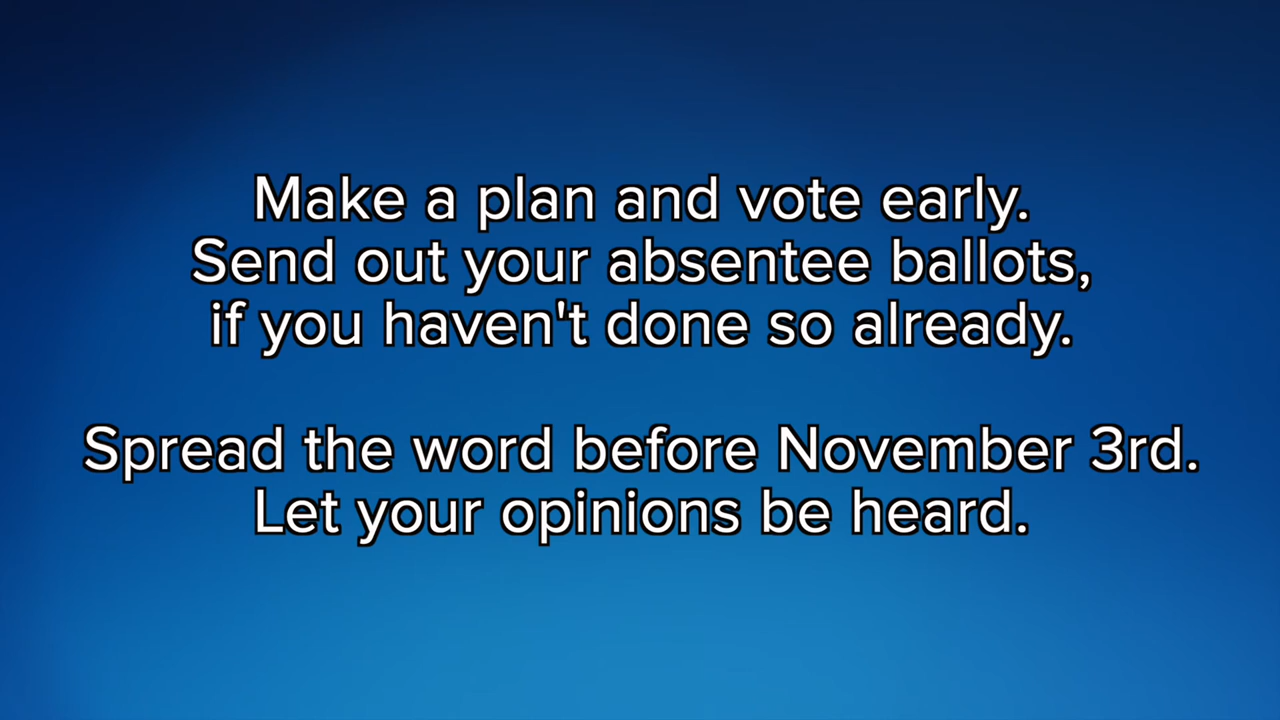 Make a plan and vote early.
Send out your absentee ballots,
if you haven't done so already.
Spread the word before November 3rd.
Let your opinions be heard.